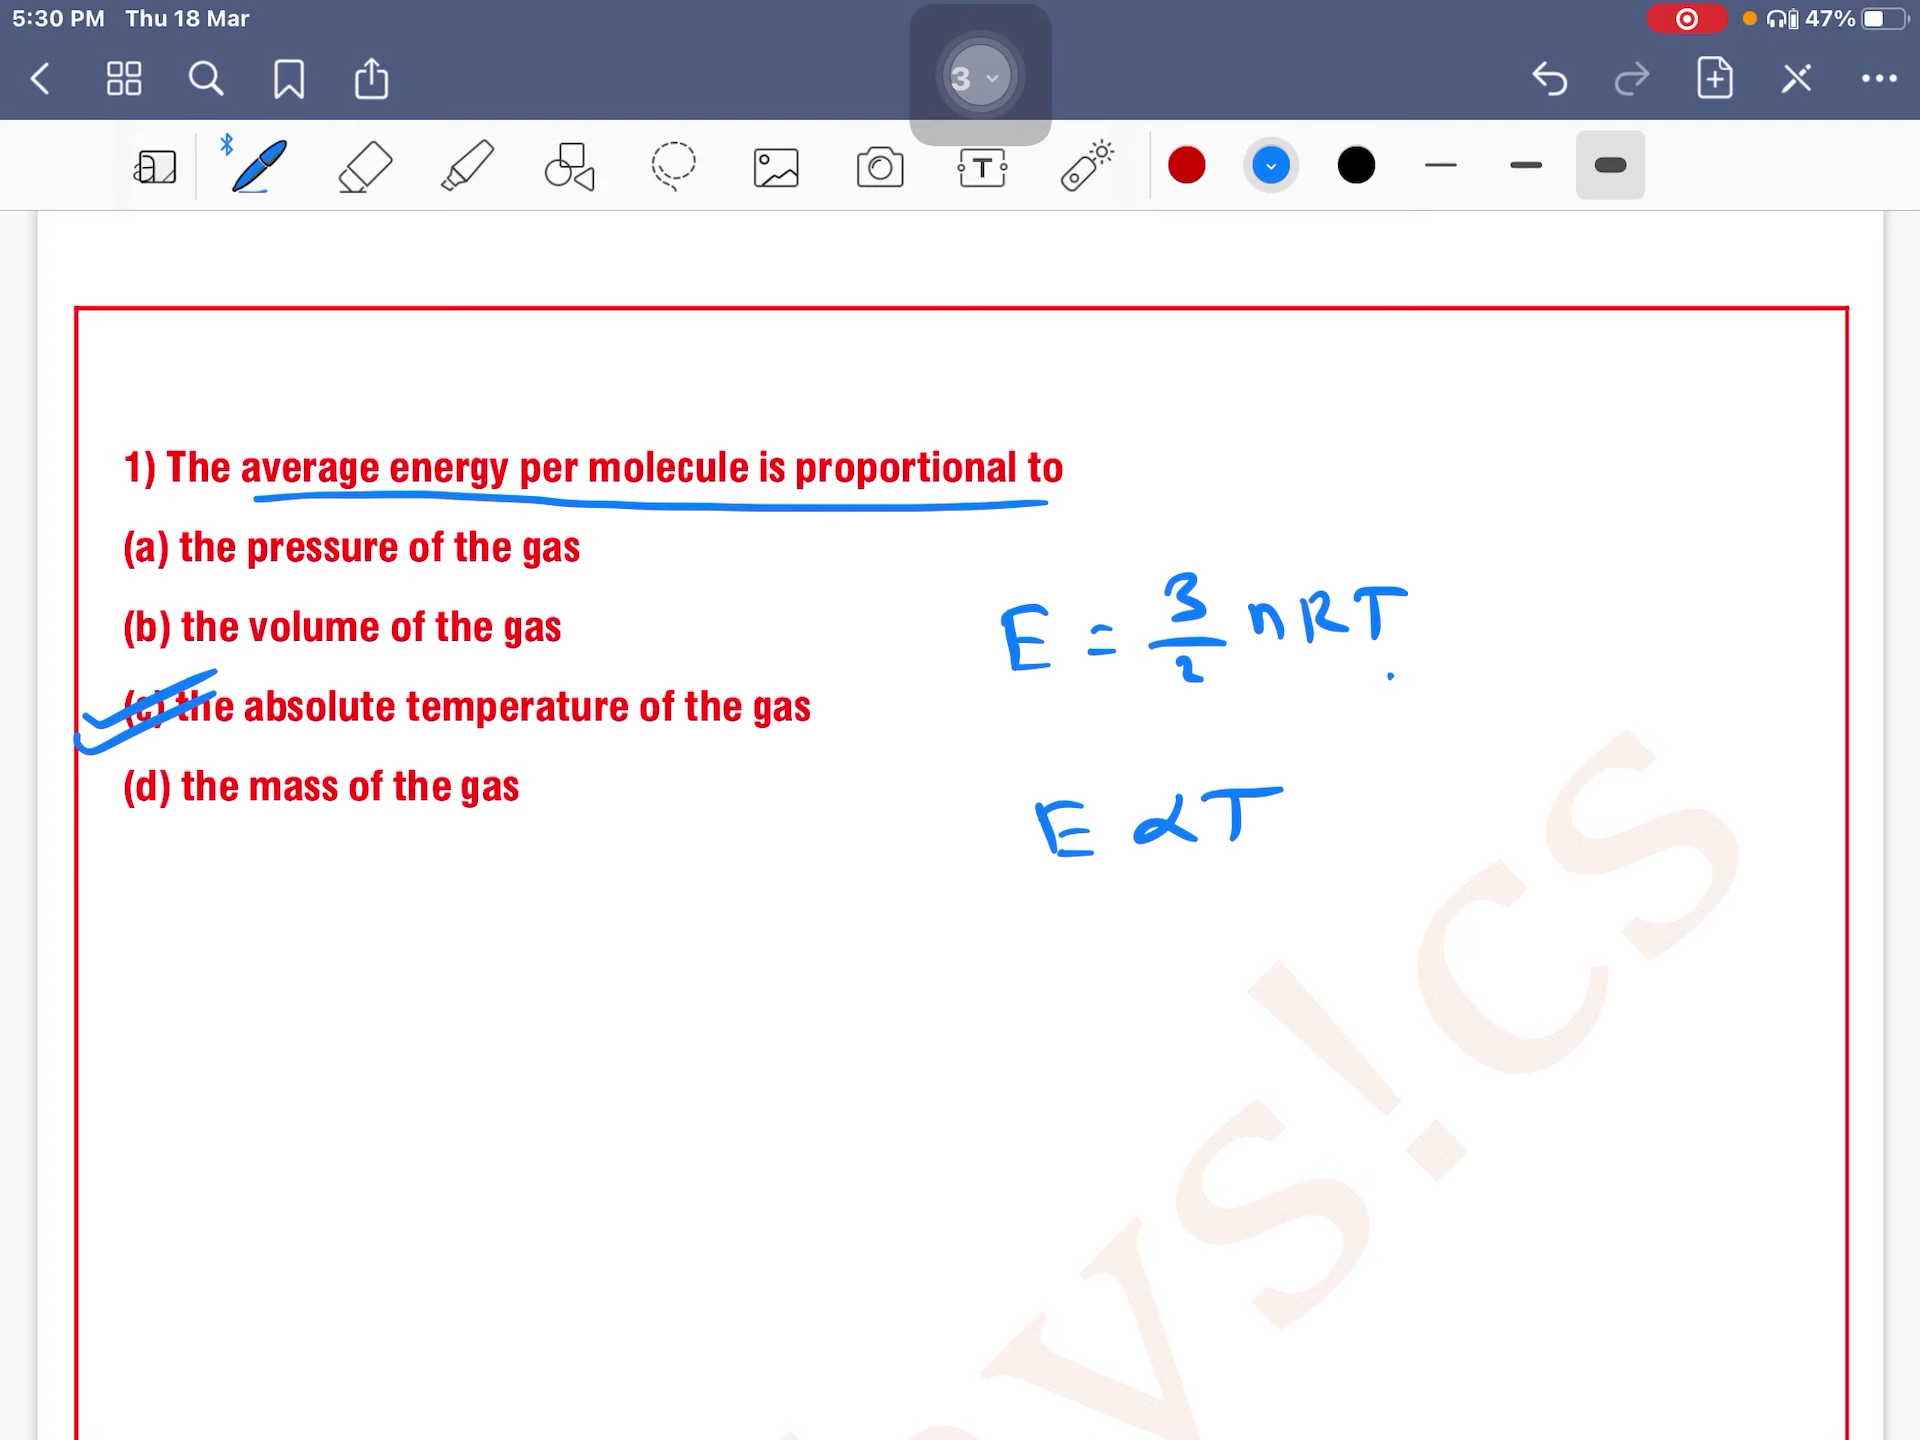 5:30 PM Thu 18 Mar
47%
3
T
1) The average energy per molecule is proportional to
(a) the pressure of the gas
(b) the volume of the gas
(c) the absolute temperature of the gas
(d) the mass of the gas
E = 3/2 nRT
E ∝ T
ys!cs